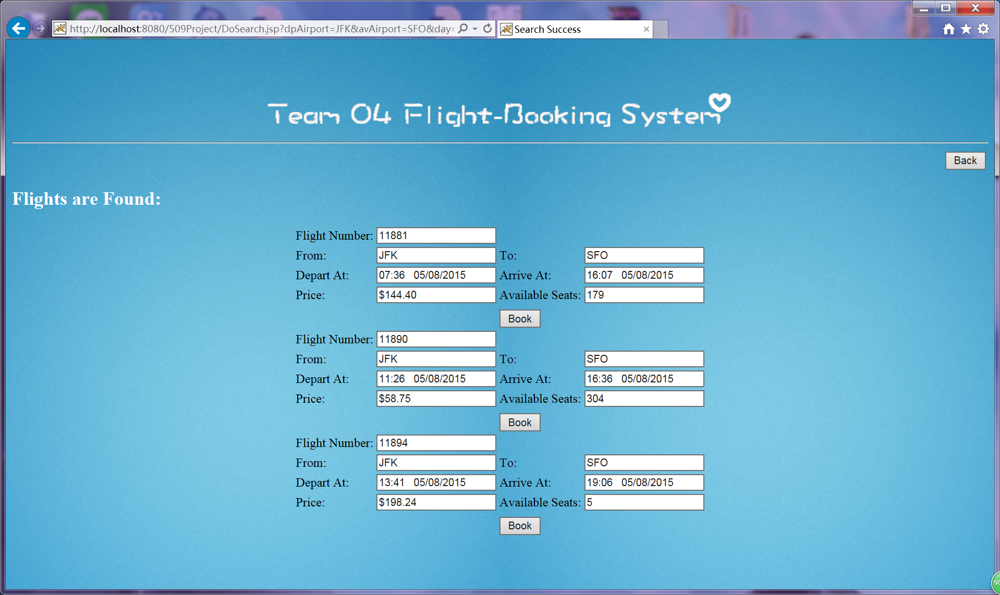 http://localhost:8080/509Project/DoSearch.jsp?dpAirport=JFK&avAirport=SFO&day= Search Success
Team 04 Flight-Booking System
Back
Flights are Found:
Flight Number: 11881
From: JFK To: SFO
Depart At: 07:36 05/08/2015 Arrive At: 16:07 05/08/2015
Price: $144.40 Available Seats: 179
Book
Flight Number: 11890
From: JFK To: SFO
Depart At: 11:26 05/08/2015 Arrive At: 16:36 05/08/2015
Price: $58.75 Available Seats: 304
Book
Flight Number: 11894
From: JFK To: SFO
Depart At: 13:41 05/08/2015 Arrive At: 19:06 05/08/2015
Price: $198.24 Available Seats: 5
Book